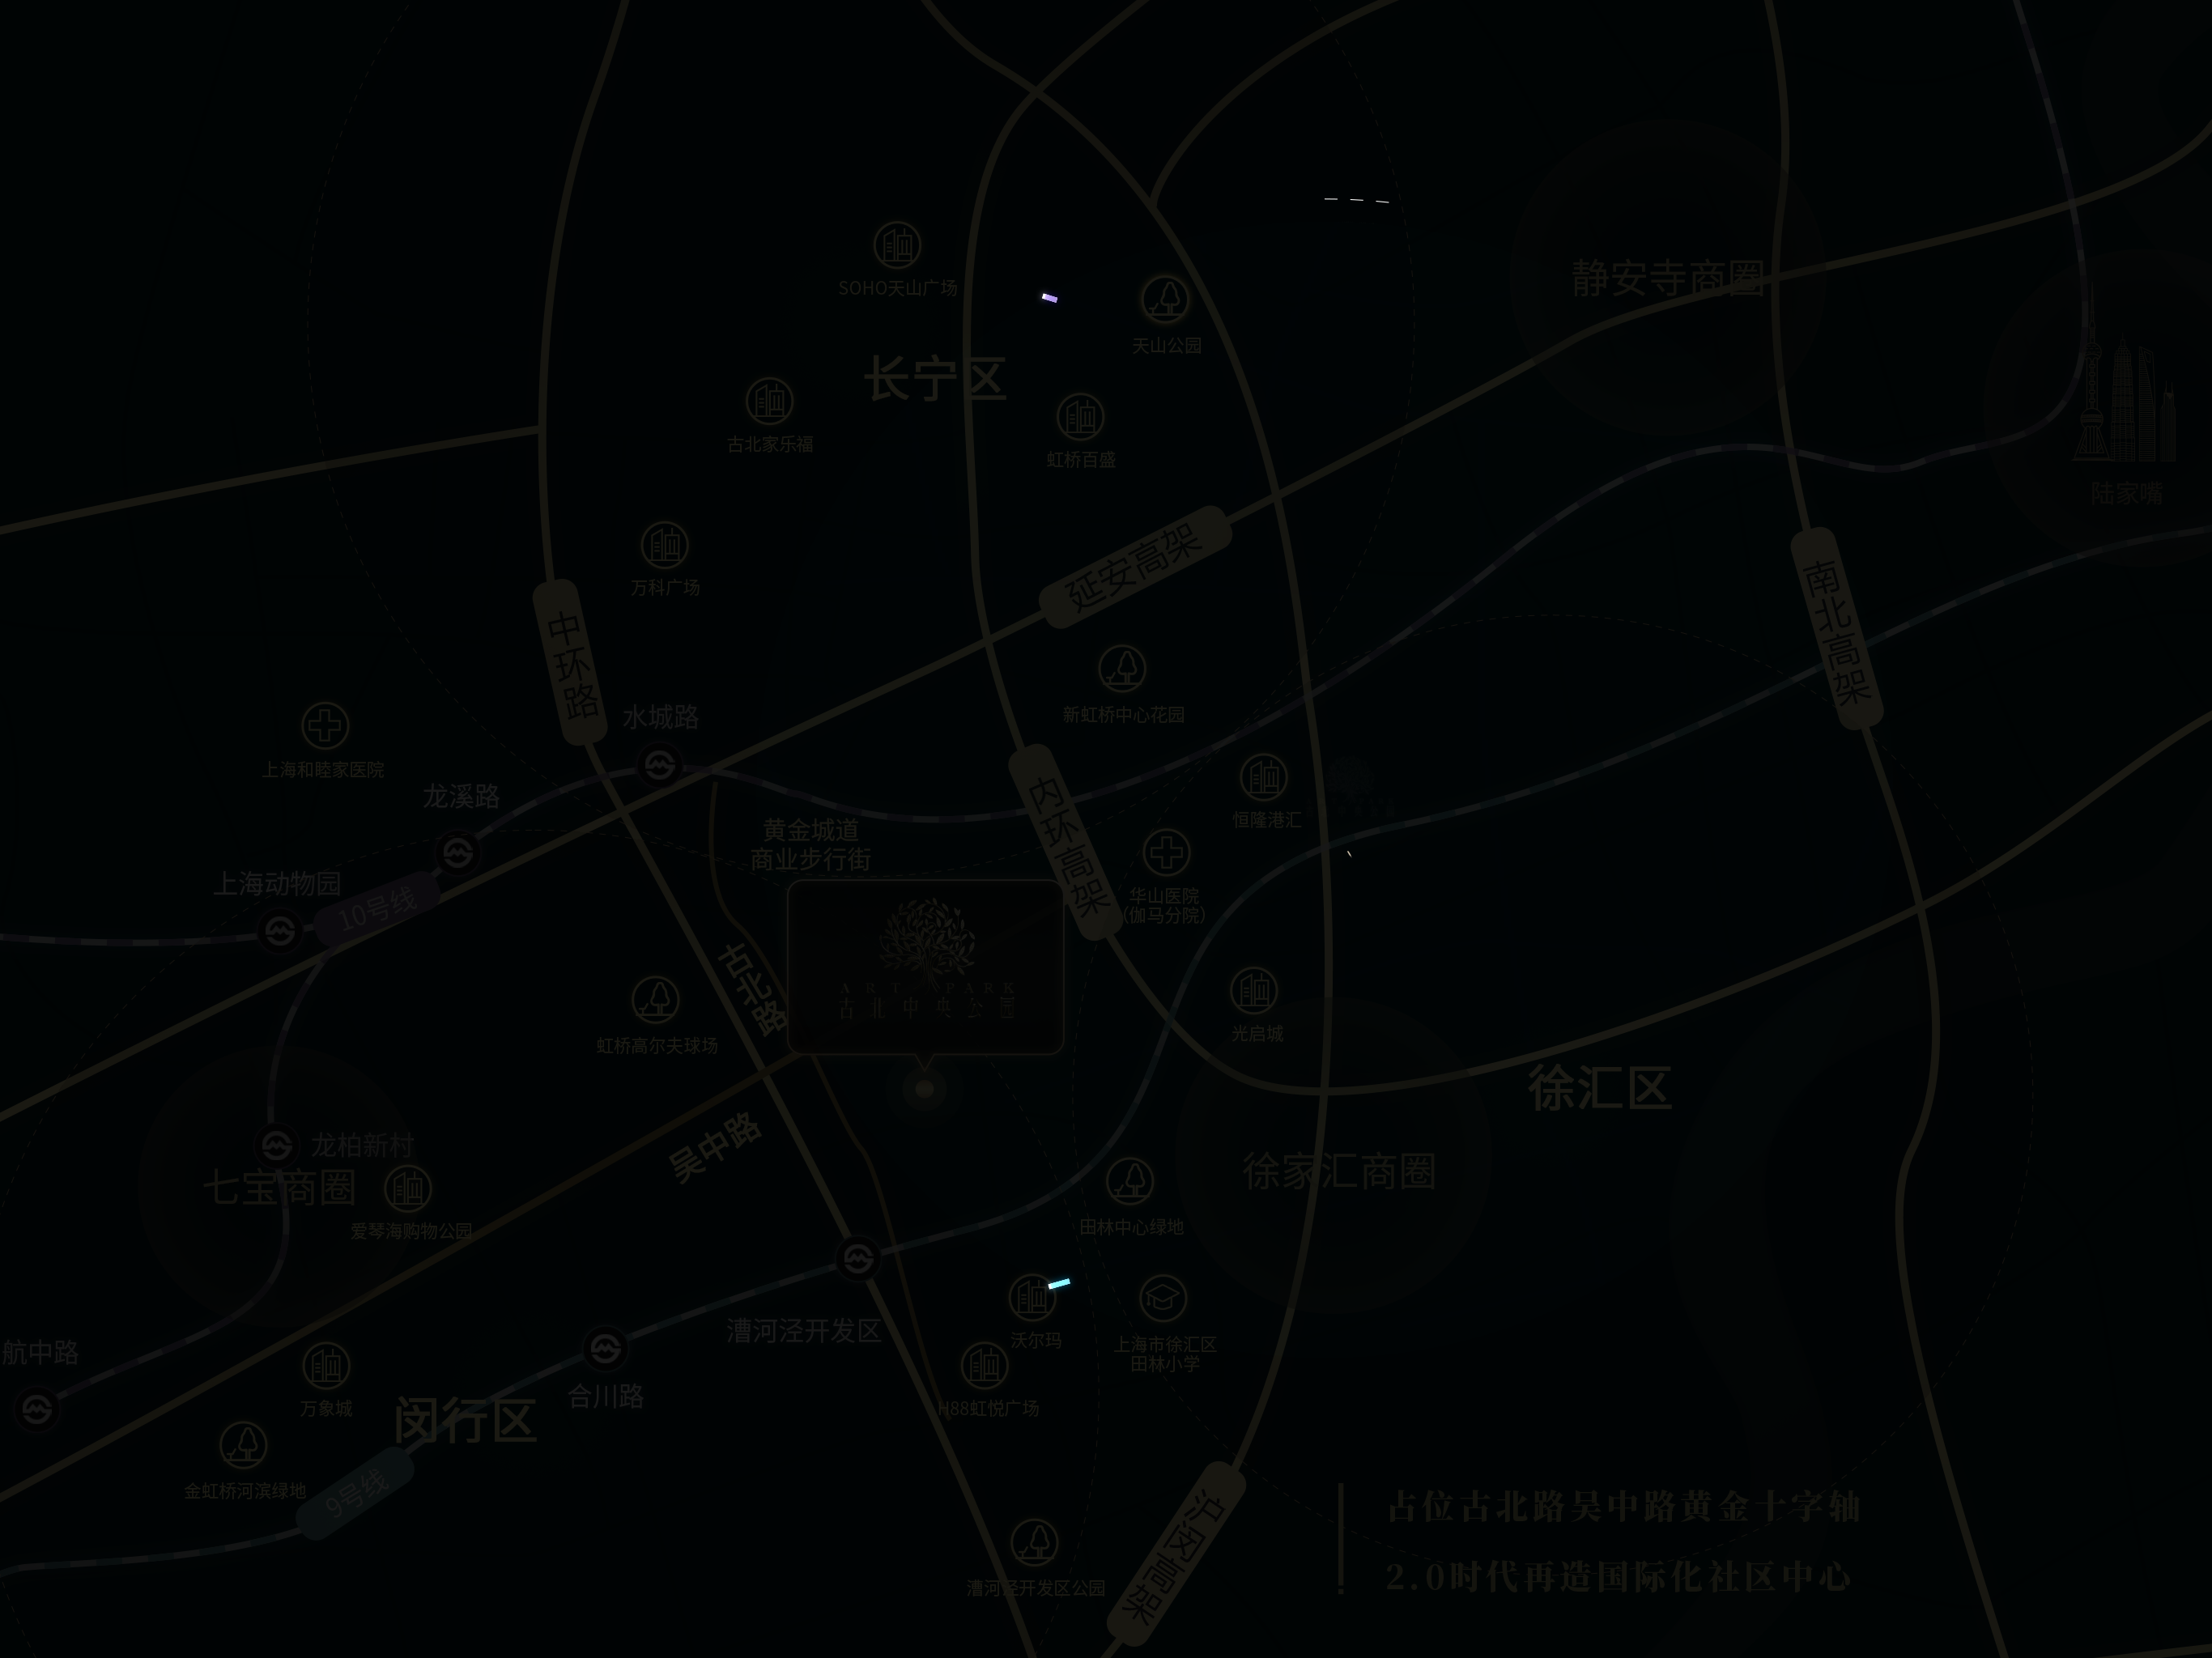 静安寺商圈
SOHO天山广场
天山公园
长宁区
古北家乐福
虹桥百盛
陆家嘴
延安高架
万科广场
南北高架
中环路
新虹桥中心花园
水城路
上海和睦家医院
龙溪路
内环高架
恒隆港汇
黄金城道
商业步行街
上海动物园
10号线
华山医院
(伽马分院)
古北路
ART PARK
古北中央公园
光启城
虹桥高尔夫球场
徐汇区
吴中路
龙柏新村
七宝商圈
徐家汇商圈
爱琴海购物公园
田林中心绿地
漕河泾开发区
沃尔玛
上海市徐汇区
田林小学
航中路
合川路
万象城
H88虹悦广场
闵行区
金虹桥河滨绿地
9号线
沪闵高架
漕河泾开发区公园
占位古北路吴中路黄金十字轴
2.0时代再造国际化社区中心